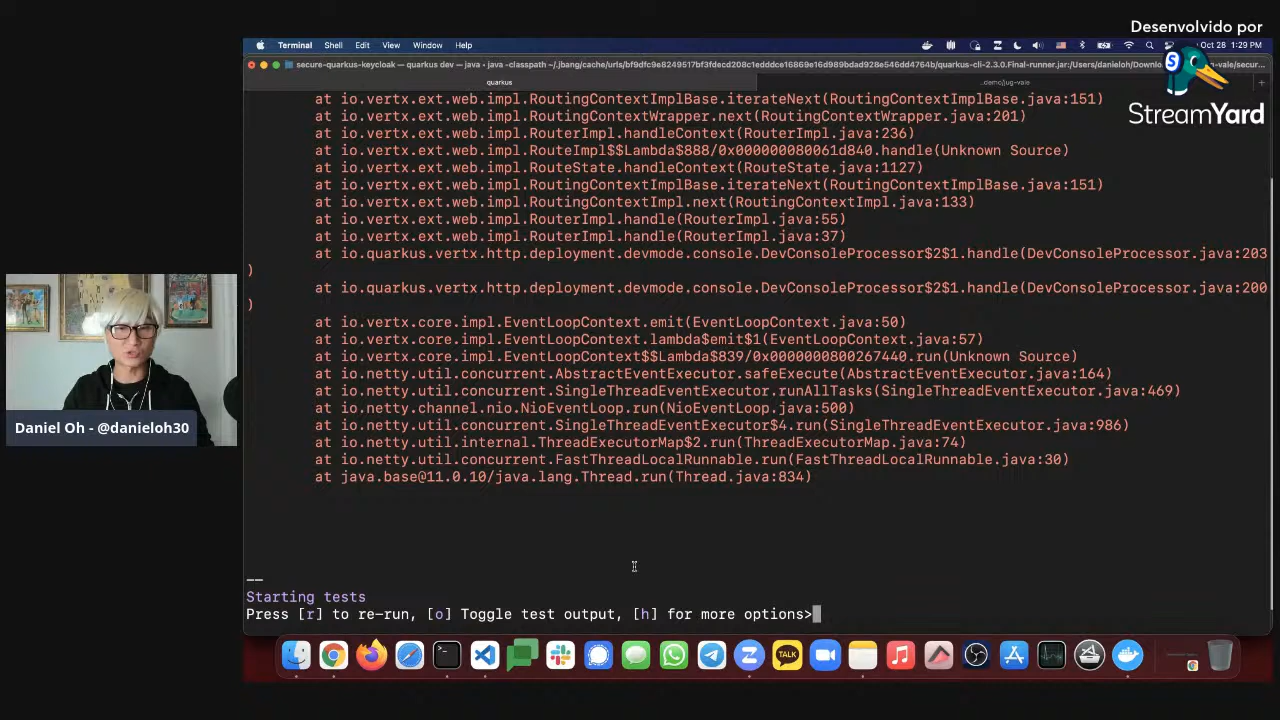 Desenvolvido por
StreamYard
Terminal Shell Edit View Window Help
Oct 28 1:29 PM
secure-quarkus-keycloak — quarkus dev — java
quarkus
at io.vertx.ext.web.impl.RoutingContextImplBase.iterateNext(RoutingContextImplBase.java:151)
at io.vertx.ext.web.impl.RoutingContextWrapper.next(RoutingContextWrapper.java:201)
at io.vertx.ext.web.impl.RouterImpl.handleContext(RouterImpl.java:236)
at io.vertx.ext.web.impl.RouteImpl$$Lambda$888/0x000000080061d840.handle(Unknown Source)
at io.vertx.ext.web.impl.RouteState.handleContext(RouteState.java:1127)
at io.vertx.ext.web.impl.RoutingContextImplBase.iterateNext(RoutingContextImplBase.java:151)
at io.vertx.ext.web.impl.RoutingContextImpl.next(RoutingContextImpl.java:133)
at io.vertx.ext.web.impl.RouterImpl.handle(RouterImpl.java:55)
at io.vertx.ext.web.impl.RouterImpl.handle(RouterImpl.java:37)
at io.quarkus.vertx.http.deployment.devmode.console.DevConsoleProcessor$2$1.handle(DevConsoleProcessor.java:203
)
at io.quarkus.vertx.http.deployment.devmode.console.DevConsoleProcessor$2$1.handle(DevConsoleProcessor.java:200
)
at io.vertx.core.impl.EventLoopContext.emit(EventLoopContext.java:50)
at io.vertx.core.impl.EventLoopContext.lambda$emit$1(EventLoopContext.java:57)
at io.vertx.core.impl.EventLoopContext$$Lambda$839/0x0000000000267440.run(Unknown Source)
at io.netty.util.concurrent.AbstractEventExecutor.safeExecute(AbstractEventExecutor.java:164)
at io.netty.util.concurrent.SingleThreadEventExecutor.runAllTasks(SingleThreadEventExecutor.java:469)
at io.netty.channel.nio.NioEventLoop.run(NioEventLoop.java:500)
at io.netty.util.concurrent.SingleThreadEventExecutor$4.run(SingleThreadEventExecutor.java:986)
at io.netty.util.internal.ThreadExecutorMap$2.run(ThreadExecutorMap.java:74)
at io.netty.util.concurrent.FastThreadLocalRunnable.run(FastThreadLocalRunnable.java:30)
at java.base@11.0.10/java.lang.Thread.run(Thread.java:834)
Daniel Oh - @danieloh30
--
Starting tests
Press [r] to re-run, [o] Toggle test output, [h] for more options>
TALK